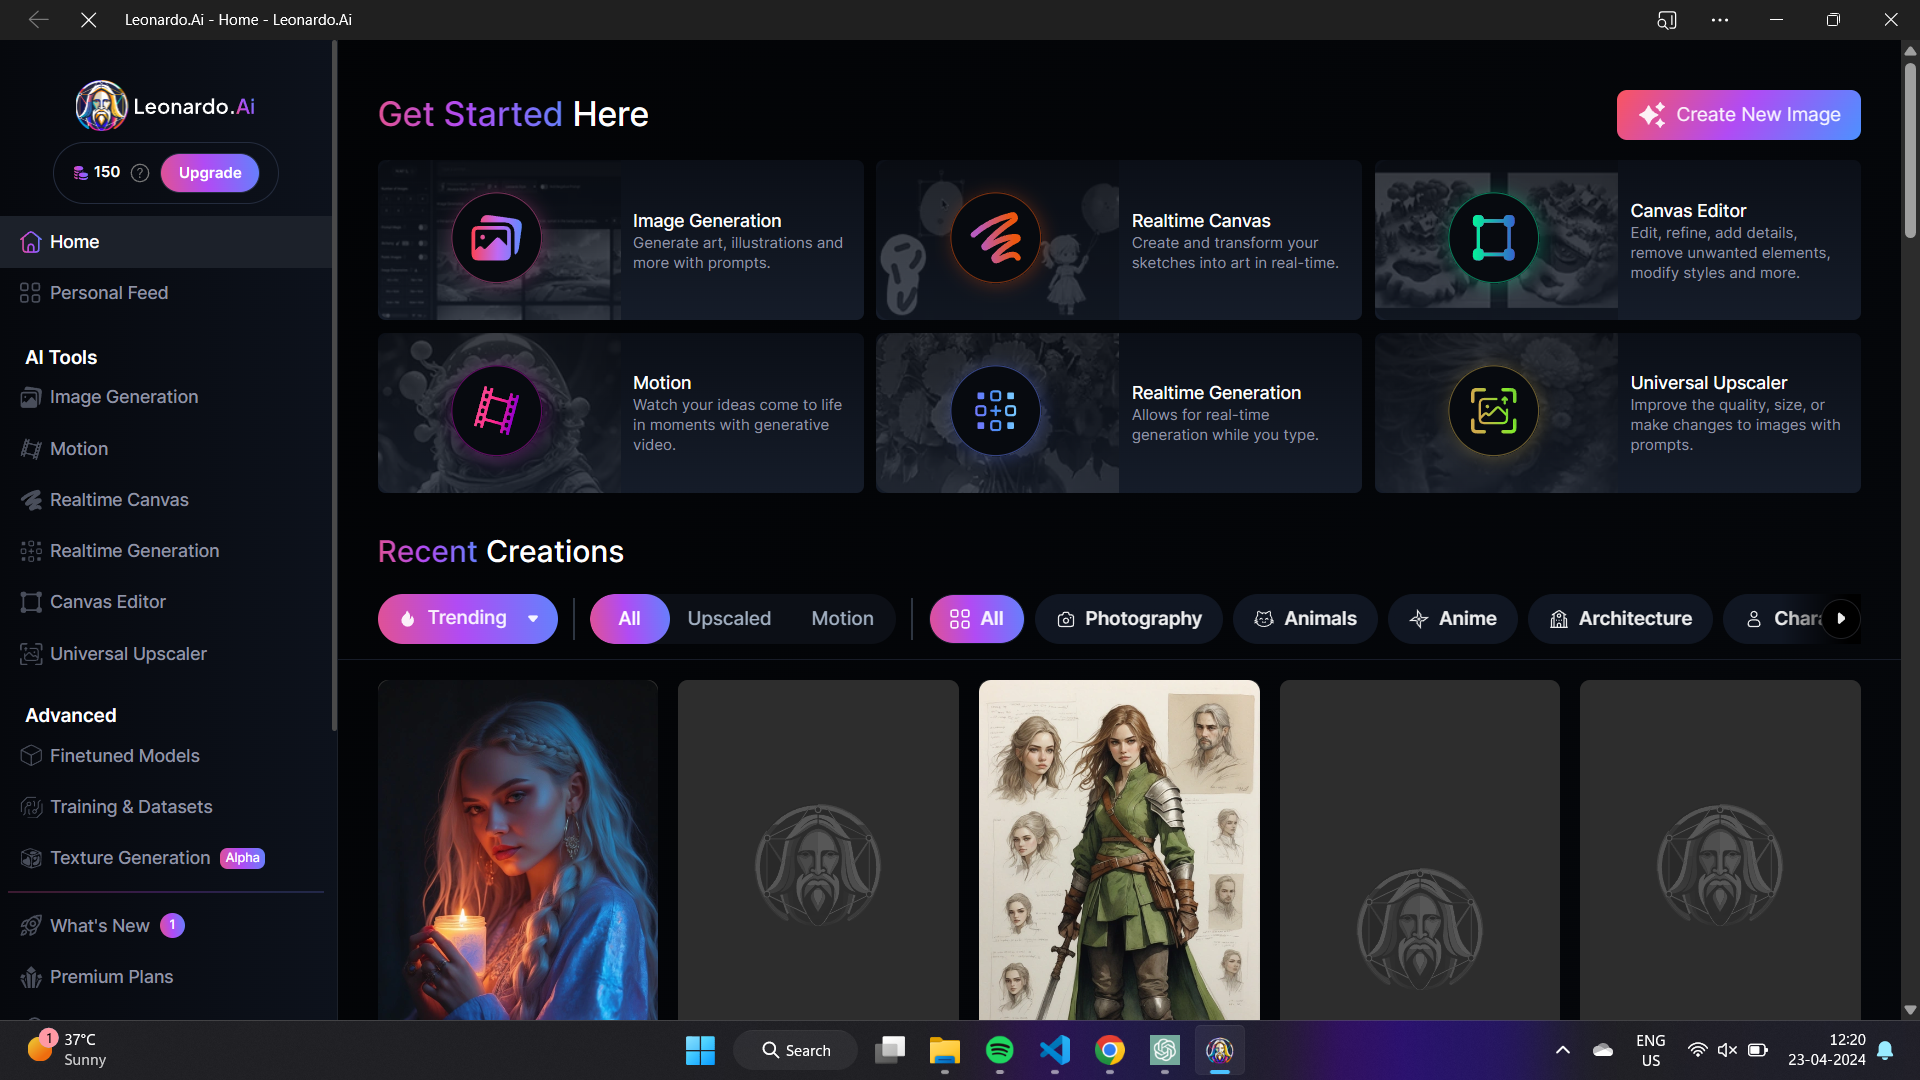 Leonardo.Ai - Home - Leonardo.Ai
Leonardo.Ai
150
?
Upgrade
Home
Personal Feed
AI Tools
Image Generation
Motion
Realtime Canvas
Realtime Generation
Canvas Editor
Universal Upscaler
Advanced
Finetuned Models
Training & Datasets
Texture Generation Alpha
What's New 1
Premium Plans
Get Started Here
Create New Image
Image Generation
Generate art, illustrations and
more with prompts.
Realtime Canvas
Create and transform your
sketches into art in real-time.
Canvas Editor
Edit, refine, add details,
remove unwanted elements,
modify styles and more.
Motion
Watch your ideas come to life
in moments with generative
video.
Realtime Generation
Allows for real-time
generation while you type.
Universal Upscaler
Improve the quality, size, or
make changes to images with
prompts.
Recent Creations
Trending
All
Upscaled
Motion
All
Photography
Animals
Anime
Architecture
Chara
1
37°C
Sunny
Search
ENG
US
12:20
23-04-2024